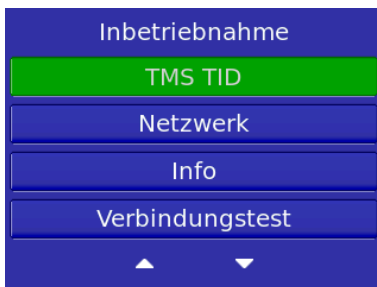 Inbetriebnahme
TMS TID
Netzwerk
Info
Verbindungstest